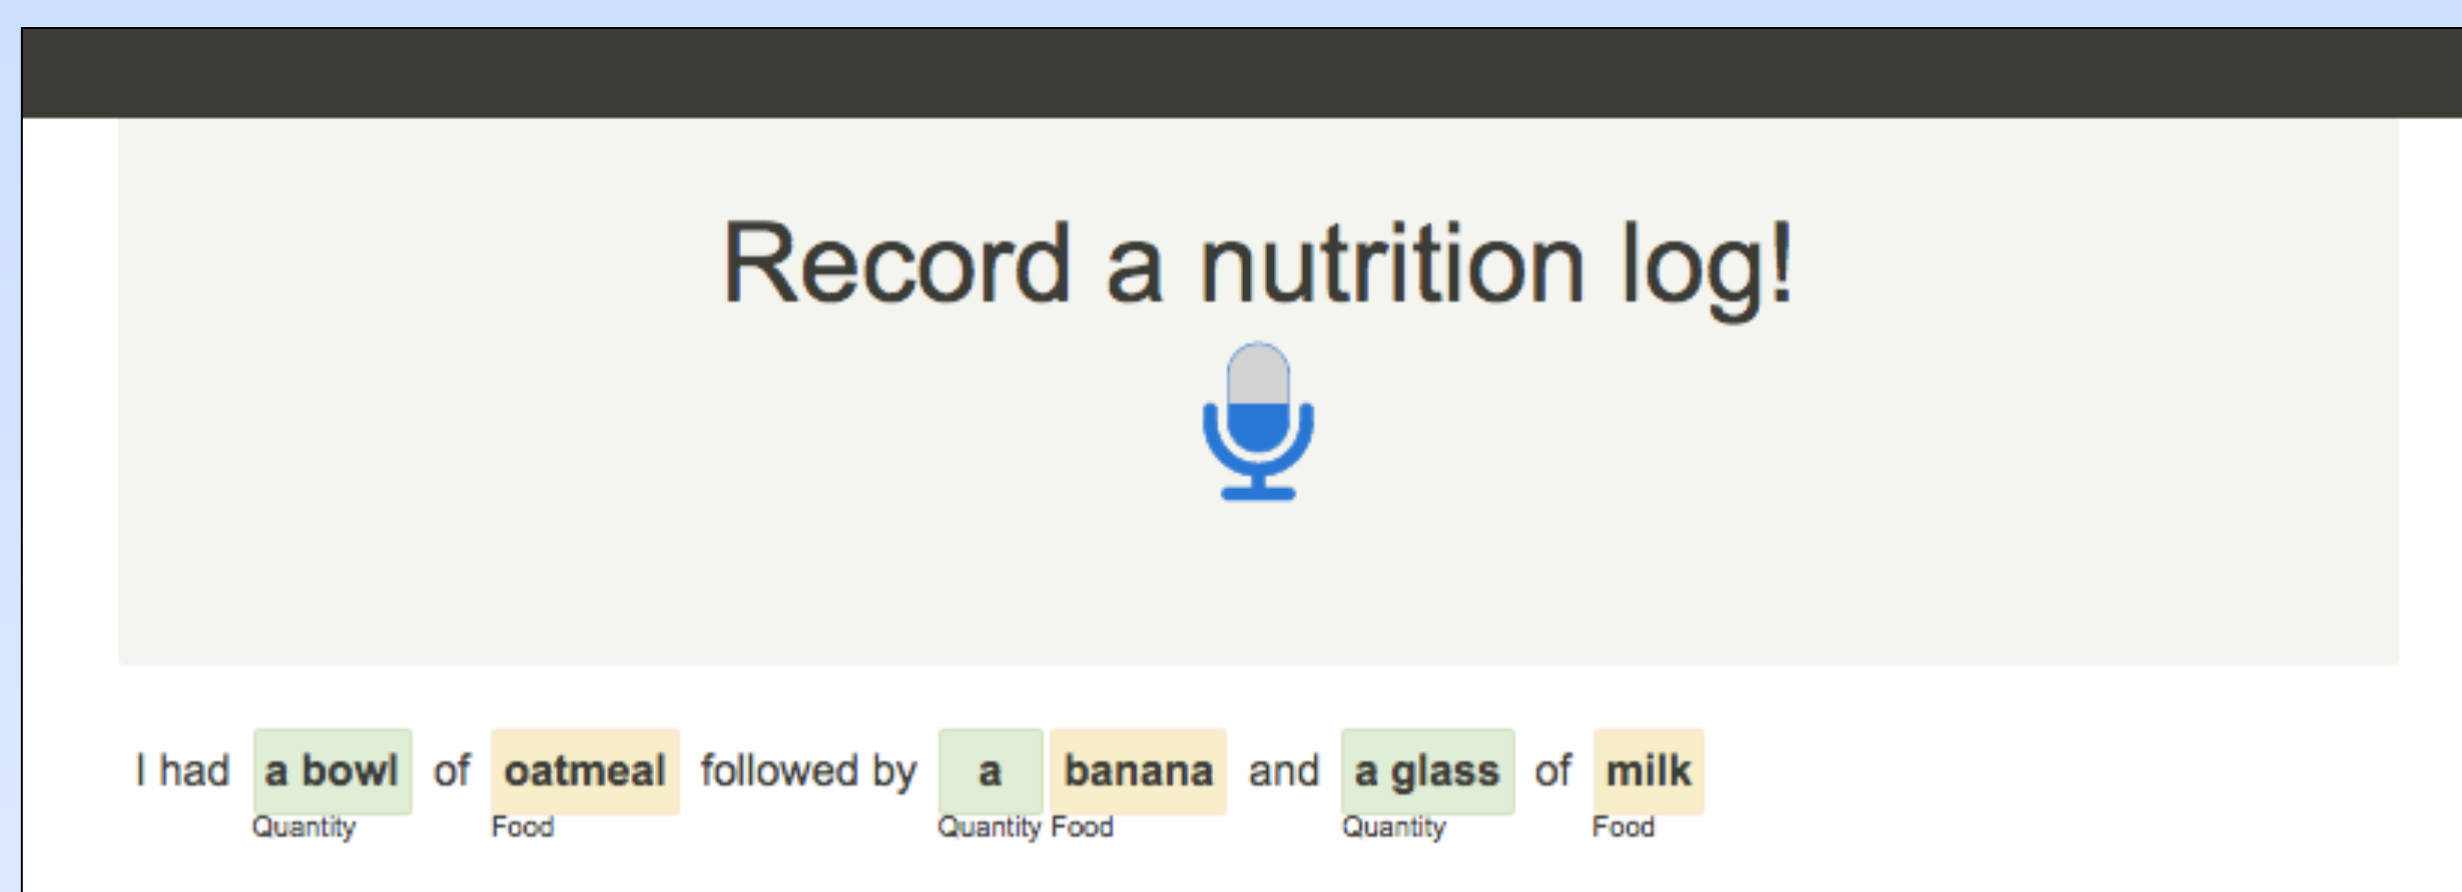 Record a nutrition log!
I had a bowl of oatmeal followed by a banana and a glass of milk
Quantity Food Quantity Food Quantity Food